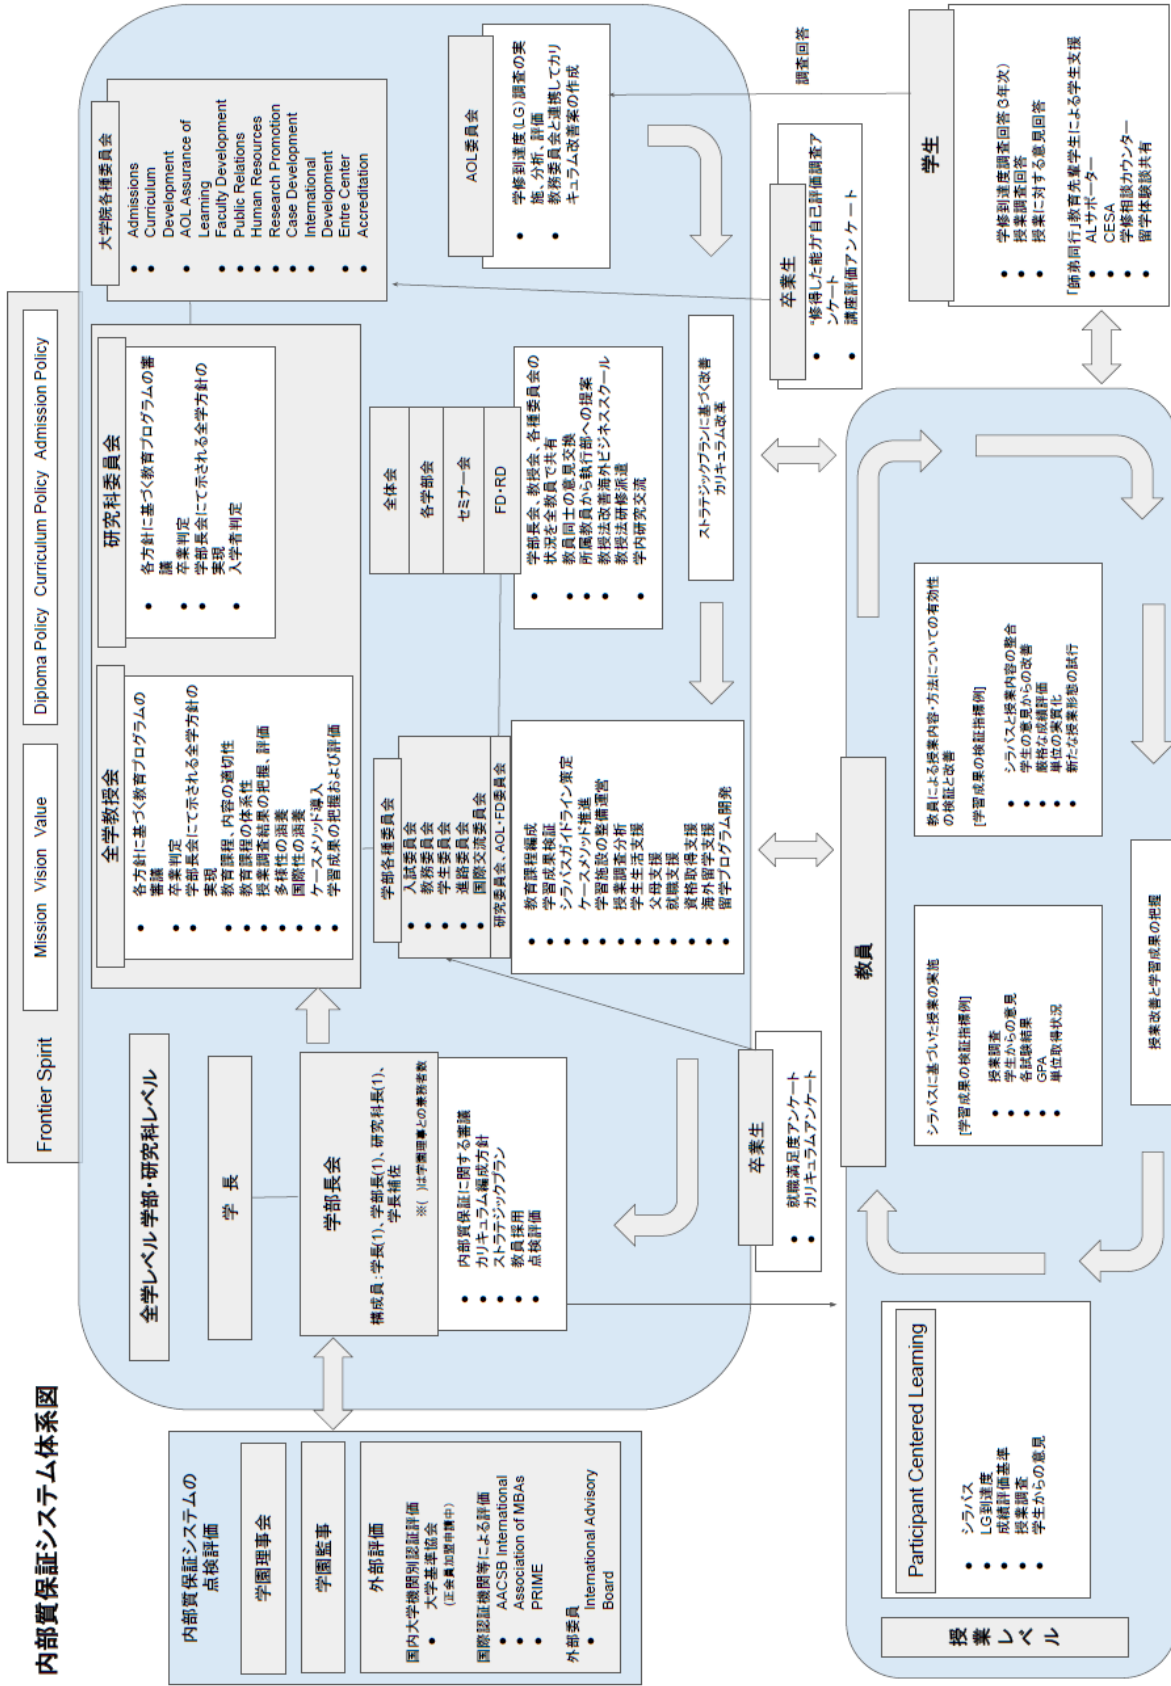 内部質保証システム体系図
Frontier Spirit
Mission Vision Value
Diploma Policy Curriculum Policy Admission Policy
内部質保証システムの
点検評価
学園理事会
学園監事
外部評価
国内大学機関別認証評価
● 大学基準協会
(正会員加盟申請中)
国際認証機関等による評価
● AACSB International
● Association of MBAs
● PRIME
外部委員
● International Advisory
Board
全学レベル 学部・研究科レベル
学 長
学部長会
構成員:学長(1)、学部長(1)、研究科長(1)、
学長補佐
※( )は学園理事との兼務者数
● 内部質保証に関する審議
● カリキュラム編成方針
● ストラテジックプラン
● 教員採用
● 点検評価
全学教授会
● 各方針に基づく教育プログラムの
審議
● 卒業判定
● 学部長会にて示される全学方針の
実現
● 教育課程、内容の適切性
● 教育課程の体系性
● 授業調査結果の把握、評価
● 多様性の涵養
● 国際性の涵養
● ケースメソッド導入
● 学習成果の把握および評価
研究科委員会
● 各方針に基づく教育プログラムの審
議
● 卒業判定
● 学部長会にて示される全学方針の
実現
● 入学者判定
大学院各種委員会
● Admissions
● Curriculum
Development
● AOL Assurance of
Learning
● Faculty Development
● Public Relations
● Human Resources
● Research Promotion
● Case Development
● International
Development
● Entre Center
● Accreditation
学部各種委員会
● 入試委員会
● 教務委員会
● 学生委員会
● 進路委員会
● 国際交流委員会
研究委員会、AOL・FD委員会
● 教育課程編成
● 学習成果検証
● シラバスガイドライン策定
● ケースメソッド推進
● 学習施設の整備運営
● 授業調査分析
● 学生生活支援
● 父母支援
● 就職支援
● 資格取得支援
● 海外留学支援
● 留学プログラム開発
全体会
各学部会
セミナー会
FD・RD
● 学部長会、教授会、各種委員会の
状況を全教員で共有
● 教員同士の意見交換
● 所属教員から執行部への提案
● 教授法改善海外ビジネススクール
教授法研修派遣
● 学内研究交流
AOL委員会
● 学修到達度(LG)調査の実
施、分析、評価
● 教務委員会と連携してカリ
キュラム改善案の作成
ストラテジックプランに基づく改善
カリキュラム改革
卒業生
● 就職満足度アンケート
● カリキュラムアンケート
卒業生
● “修得した能力”自己評価調査ア
ンケート
● 講座評価アンケート
調査回答
学生
● 学修到達度調査回答(3年次)
● 授業調査回答
● 授業に対する意見回答
「師弟同行」教育先輩学生による学生支援
● ALサポーター
● CESA
● 学修相談カウンター
● 留学体験談共有
授業レベル
Participant Centered Learning
● シラバス
● LG到達度
● 成績評価基準
● 授業調査
● 学生からの意見
教員
シラバスに基づいた授業の実施
[学習成果の検証指標例]
● 授業調査
● 学生からの意見
● 各試験結果
● GPA
● 単位取得状況
教員による授業内容・方法についての有効性
の検証と改善
[学習成果の検証指標例]
● シラバスと授業内容の整合
● 学生の意見からの改善
● 厳格な成績評価
● 単位の実質化
● 新たな授業形態の試行
授業改善と学習成果の把握